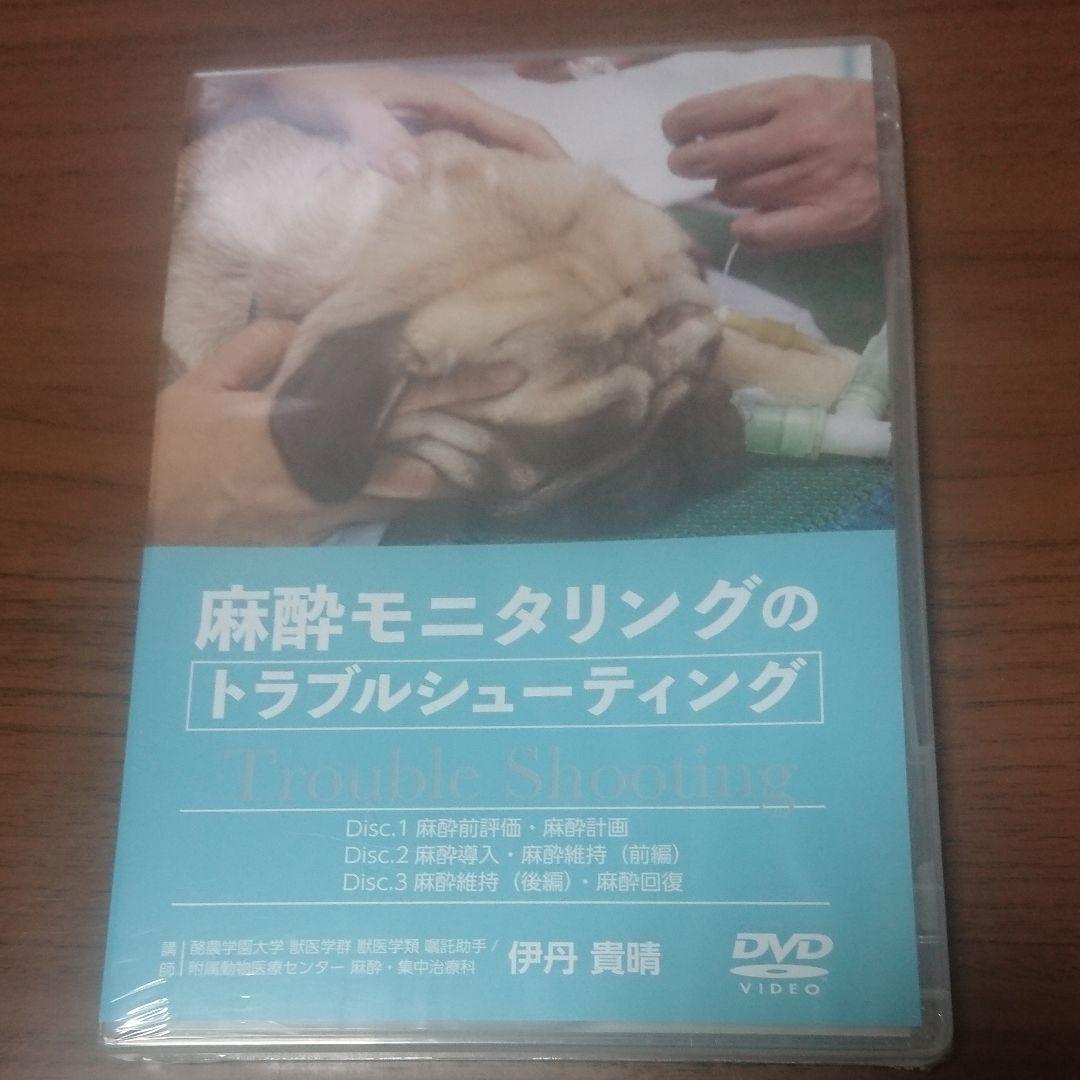 麻酔モニタリングの
トラブルシューティング
Trouble Shooting
Disc.1 麻酔前評価・麻酔計画
Disc.2 麻酔導入・麻酔維持（前編）
Disc.3 麻酔維持（後編）・麻酔回復
講師
酪農学園大学 獣医学群 獣医学類 嘱託助手 /
附属動物医療センター 麻酔・集中治療科
伊丹 貴晴
DVD
VIDEO